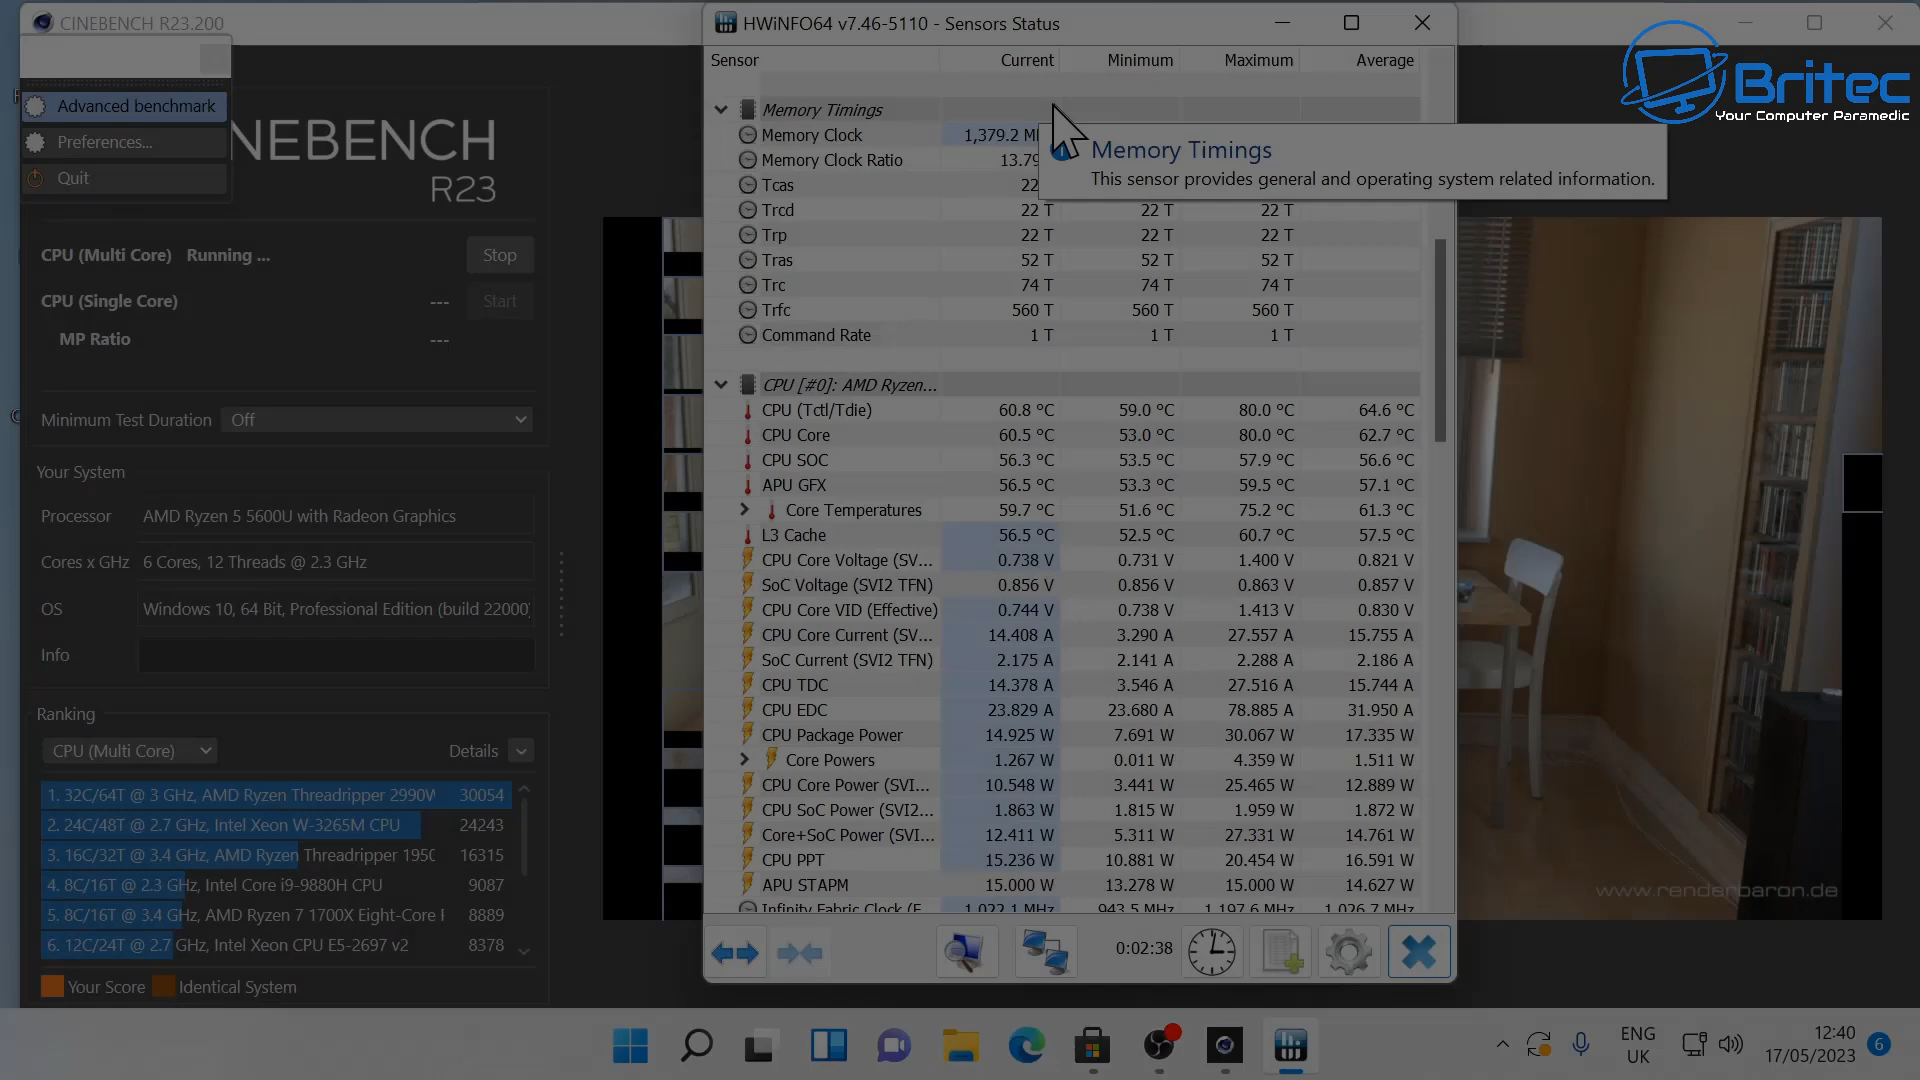 CINEBENCH R23.200
Advanced benchmark
Preferences...
Quit
NEBENCH
R23
CPU (Multi Core) Running ...
Stop
CPU (Single Core) --- Start
MP Ratio ---
Minimum Test Duration Off
Your System
Processor AMD Ryzen 5 5600U with Radeon Graphics
Cores x GHz 6 Cores, 12 Threads @ 2.3 GHz
OS Windows 10, 64 Bit, Professional Edition (build 22000)
Info
Ranking
CPU (Multi Core) Details
1. 32C/64T @ 3 GHz, AMD Ryzen Threadripper 2990W 30054
2. 24C/48T @ 2.7 GHz, Intel Xeon W-3265M CPU 24243
3. 16C/32T @ 3.4 GHz, AMD Ryzen Threadripper 1950 16315
4. 8C/16T @ 2.3 GHz, Intel Core i9-9880H CPU 9087
5. 8C/16T @ 3.4 GHz, AMD Ryzen 7 1700X Eight-Core 8889
6. 12C/24T @ 2.7 GHz, Intel Xeon CPU E5-2697 v2 8378
Your Score Identical System
HWiNFO64 v7.46-5110 - Sensors Status
Sensor Current Minimum Maximum Average
Memory Timings
Memory Clock 1,379.2
Memory Clock Ratio 13.79
Tcas 22
Trcd 22 T 22 T 22 T
Trp 22 T 22 T 22 T
Tras 52 T 52 T 52 T
Trc 74 T 74 T 74 T
Trfc 560 T 560 T 560 T
Command Rate 1 T 1 T 1 T
Memory Timings
This sensor provides general and operating system related information.
CPU [#0]: AMD Ryzen...
CPU (Tctl/Tdie) 60.8 °C 59.0 °C 80.0 °C 64.6 °C
CPU Core 60.5 °C 53.0 °C 80.0 °C 62.7 °C
CPU SOC 56.3 °C 53.5 °C 57.9 °C 56.6 °C
APU GFX 56.5 °C 53.3 °C 59.5 °C 57.1 °C
Core Temperatures 59.7 °C 51.6 °C 75.2 °C 61.3 °C
L3 Cache 56.5 °C 52.5 °C 60.7 °C 57.5 °C
CPU Core Voltage (SV... 0.738 V 0.731 V 1.400 V 0.821 V
SoC Voltage (SVI2 TFN) 0.856 V 0.856 V 0.863 V 0.857 V
CPU Core VID (Effective) 0.744 V 0.738 V 1.413 V 0.830 V
CPU Core Current (SV... 14.408 A 3.290 A 27.557 A 15.755 A
SoC Current (SVI2 TFN) 2.175 A 2.141 A 2.288 A 2.186 A
CPU TDC 14.378 A 3.546 A 27.516 A 15.744 A
CPU EDC 23.829 A 23.680 A 78.885 A 31.950 A
CPU Package Power 14.925 W 7.691 W 30.067 W 17.335 W
Core Powers 1.267 W 0.011 W 4.359 W 1.511 W
CPU Core Power (SVI... 10.548 W 3.441 W 25.465 W 12.889 W
CPU SoC Power (SVI2... 1.863 W 1.815 W 1.959 W 1.872 W
Core+SoC Power (SVI... 12.411 W 5.311 W 27.331 W 14.761 W
CPU PPT 15.236 W 10.881 W 20.454 W 16.591 W
APU STAPM 15.000 W 13.278 W 15.000 W 14.627 W
Infinity Fabric Clock (F... 1,022.1 MHz 943.5 MHz 1,197.6 MHz 1,026.7 MHz
0:02:38
Britec
Your Computer Paramedic
www.renderbaron.de
ENG
UK
12:40
17/05/2023
6